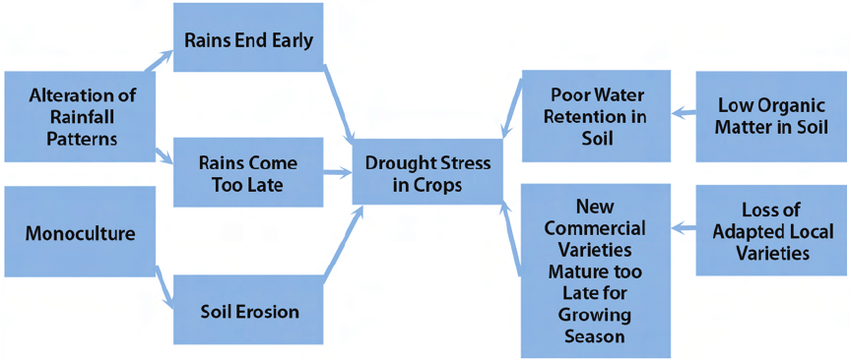 Rains End Early
Alteration of
Rainfall
Patterns
Rains Come
Too Late
Monoculture
Soil Erosion
Drought Stress
in Crops
Poor Water
Retention in
Soil
Low Organic
Matter in Soil
New
Commercial
Varieties
Mature too
Late for
Growing
Season
Loss of
Adapted Local
Varieties